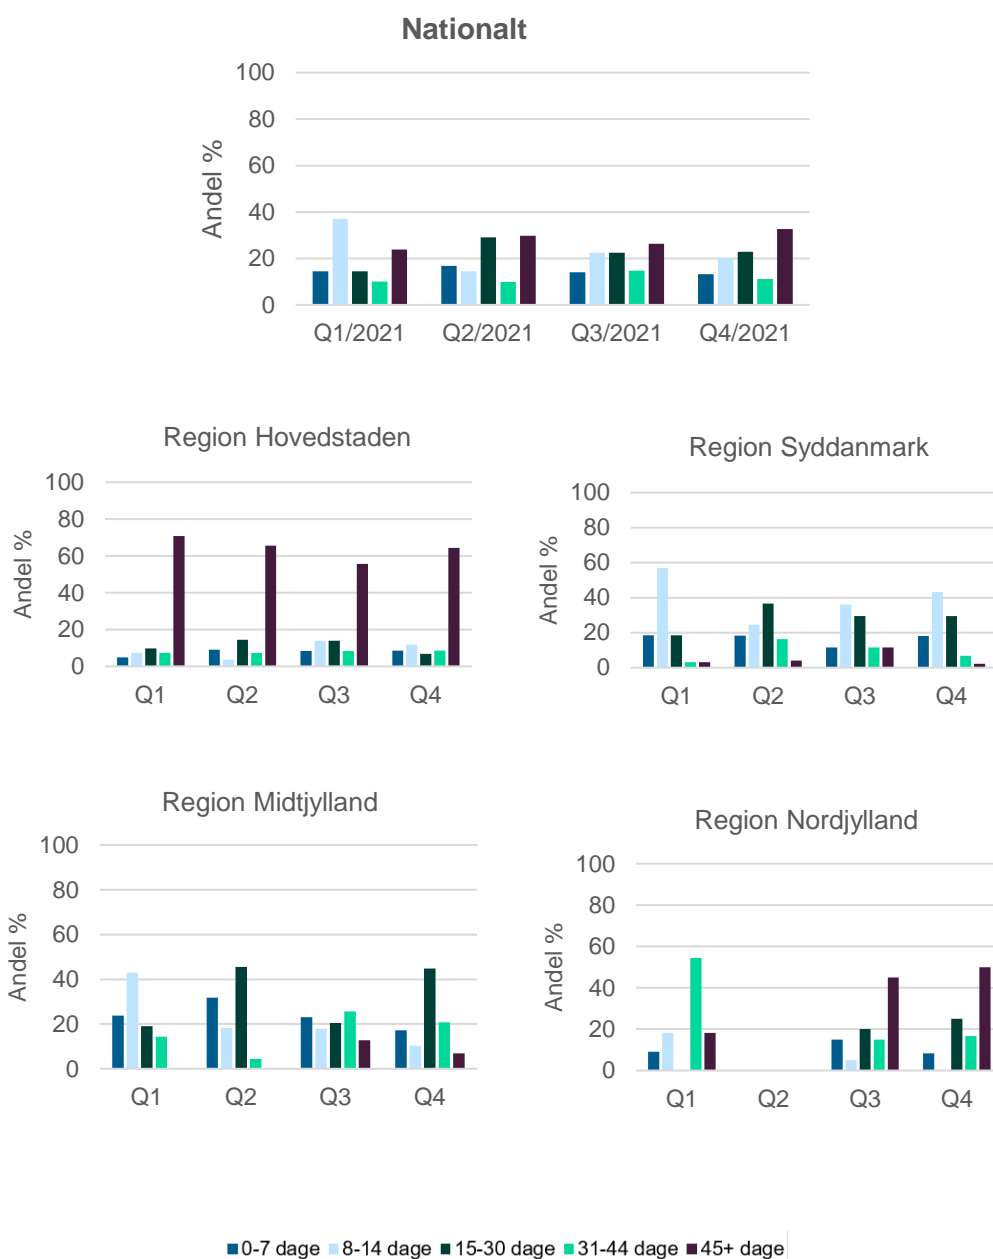 Nationalt
Andel %
100
80
60
40
20
0
Q1/2021 Q2/2021 Q3/2021 Q4/2021
Region Hovedstaden
Andel %
100
80
60
40
20
0
Q1 Q2 Q3 Q4
Region Syddanmark
Andel %
100
80
60
40
20
0
Q1 Q2 Q3 Q4
Region Midtjylland
Andel %
100
80
60
40
20
0
Q1 Q2 Q3 Q4
Region Nordjylland
Andel %
100
80
60
40
20
0
Q1 Q2 Q3 Q4
0-7 dage 8-14 dage 15-30 dage 31-44 dage 45+ dage